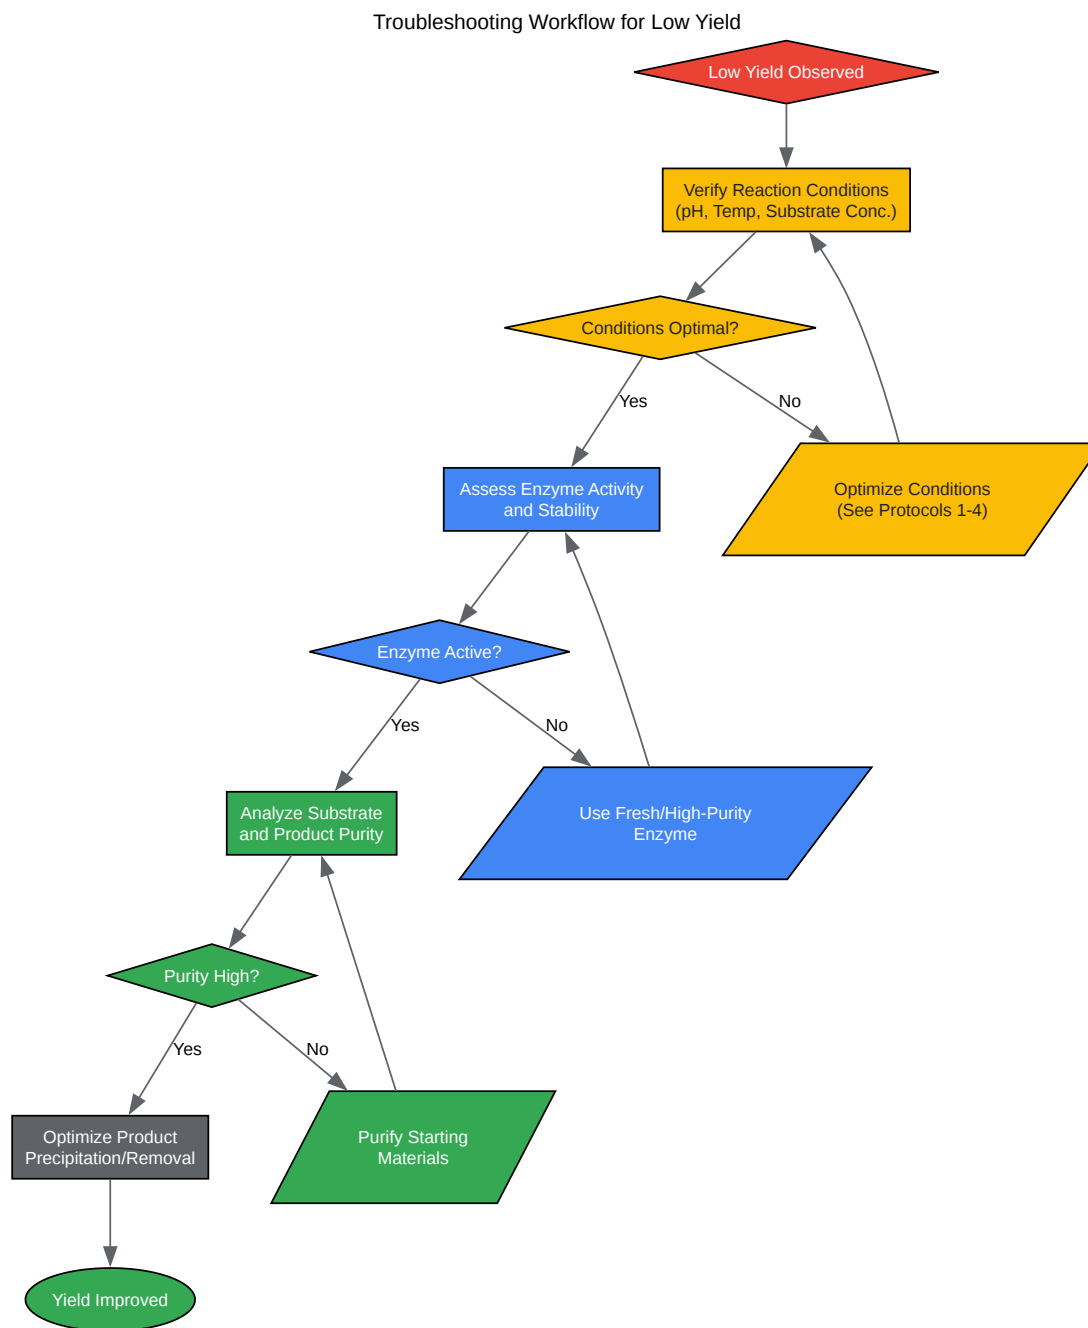 Troubleshooting Workflow for Low Yield
Low Yield Observed
Verify Reaction Conditions
(pH, Temp, Substrate Conc.)
Conditions Optimal?
Yes
No
Assess Enzyme Activity
and Stability
Optimize Conditions
(See Protocols 1-4)
Enzyme Active?
Yes
No
Analyze Substrate
and Product Purity
Use Fresh/High-Purity
Enzyme
Purity High?
Yes
No
Optimize Product
Precipitation/Removal
Purify Starting
Materials
Yield Improved